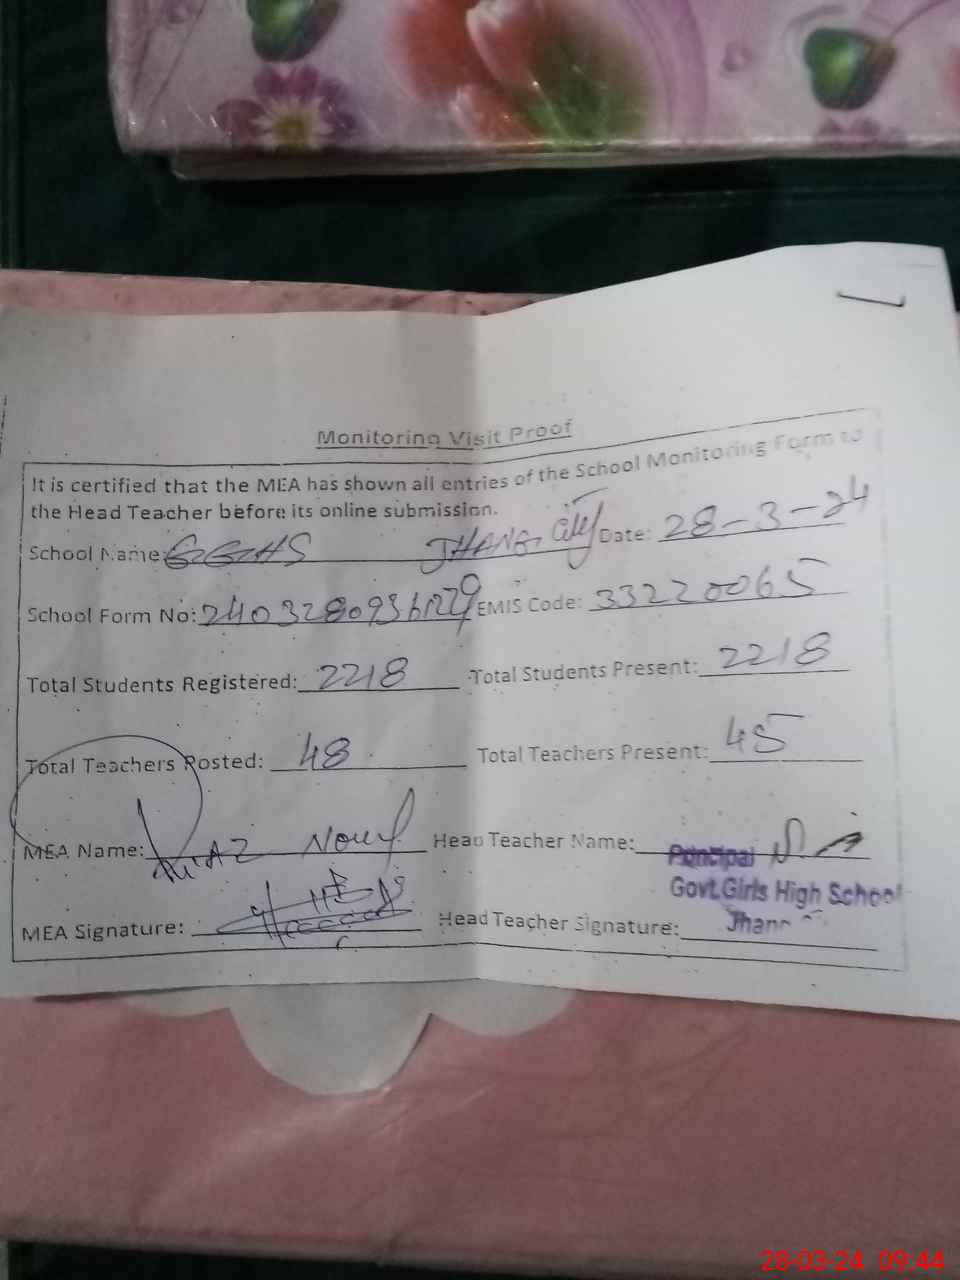 Monitoring Visit Proof
It is certified that the MEA has shown all entries of the School Monitoring Form to
the Head Teacher before its online submission.
School Name: GGHS JHANG City Date: 28-3-24
School Form No: 24032809361229 EMIS Code: 33220065
Total Students Registered: 2218 Total Students Present: 2218
Total Teachers Posted: 48 Total Teachers Present: 45
MEA Name: Head Teacher Name:
Principal
Govt. Girls High School
MEA Signature: Head Teacher Signature:
28-03-24 09:44